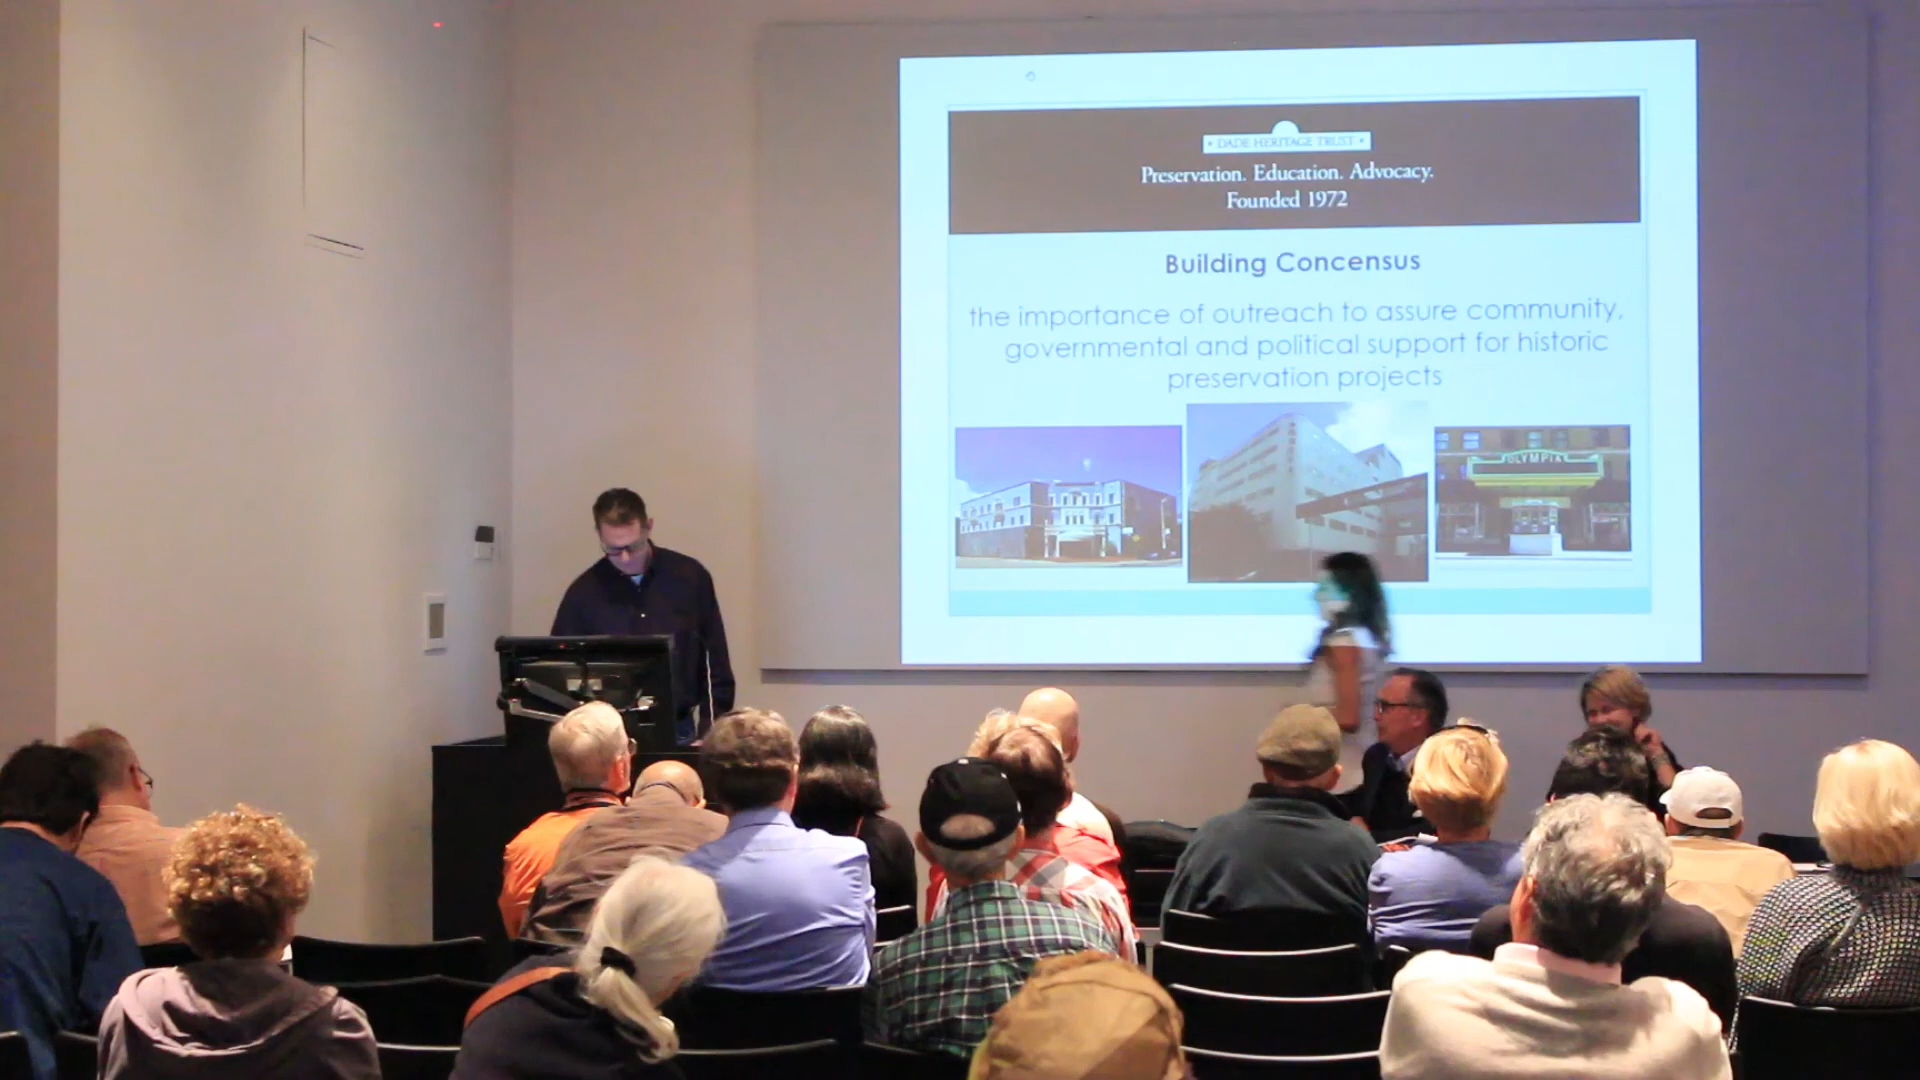 • DADE HERITAGE TRUST •
Preservation. Education. Advocacy.
Founded 1972
Building Concensus
the importance of outreach to assure community,
governmental and political support for historic
preservation projects
OLYMPIA